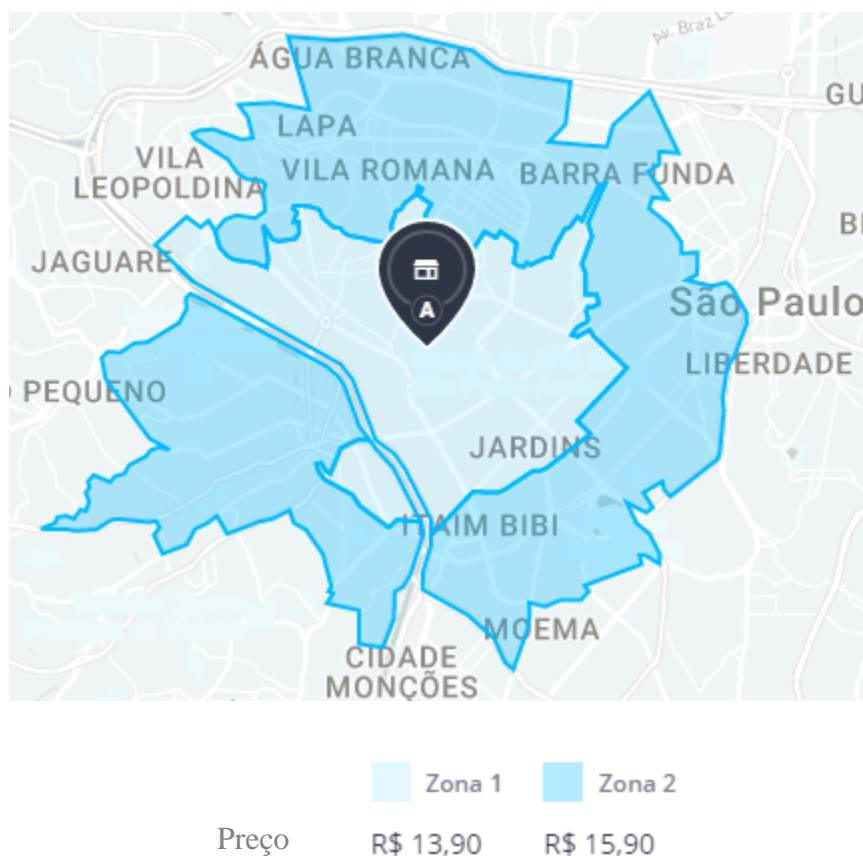 Av. Braz L
ÁGUA BRANCA
GU
LAPA
VILA
LEOPOLDINA
VILA ROMANA
BARRA FUNDA
B
JAGUARÉ
A
São Paulo
LIBERDADE
PEQUENO
JARDINS
ITAIM BIBI
MOEMA
CIDADE
MONÇÕES
Zona 1 Zona 2
Preço R$ 13,90 R$ 15,90